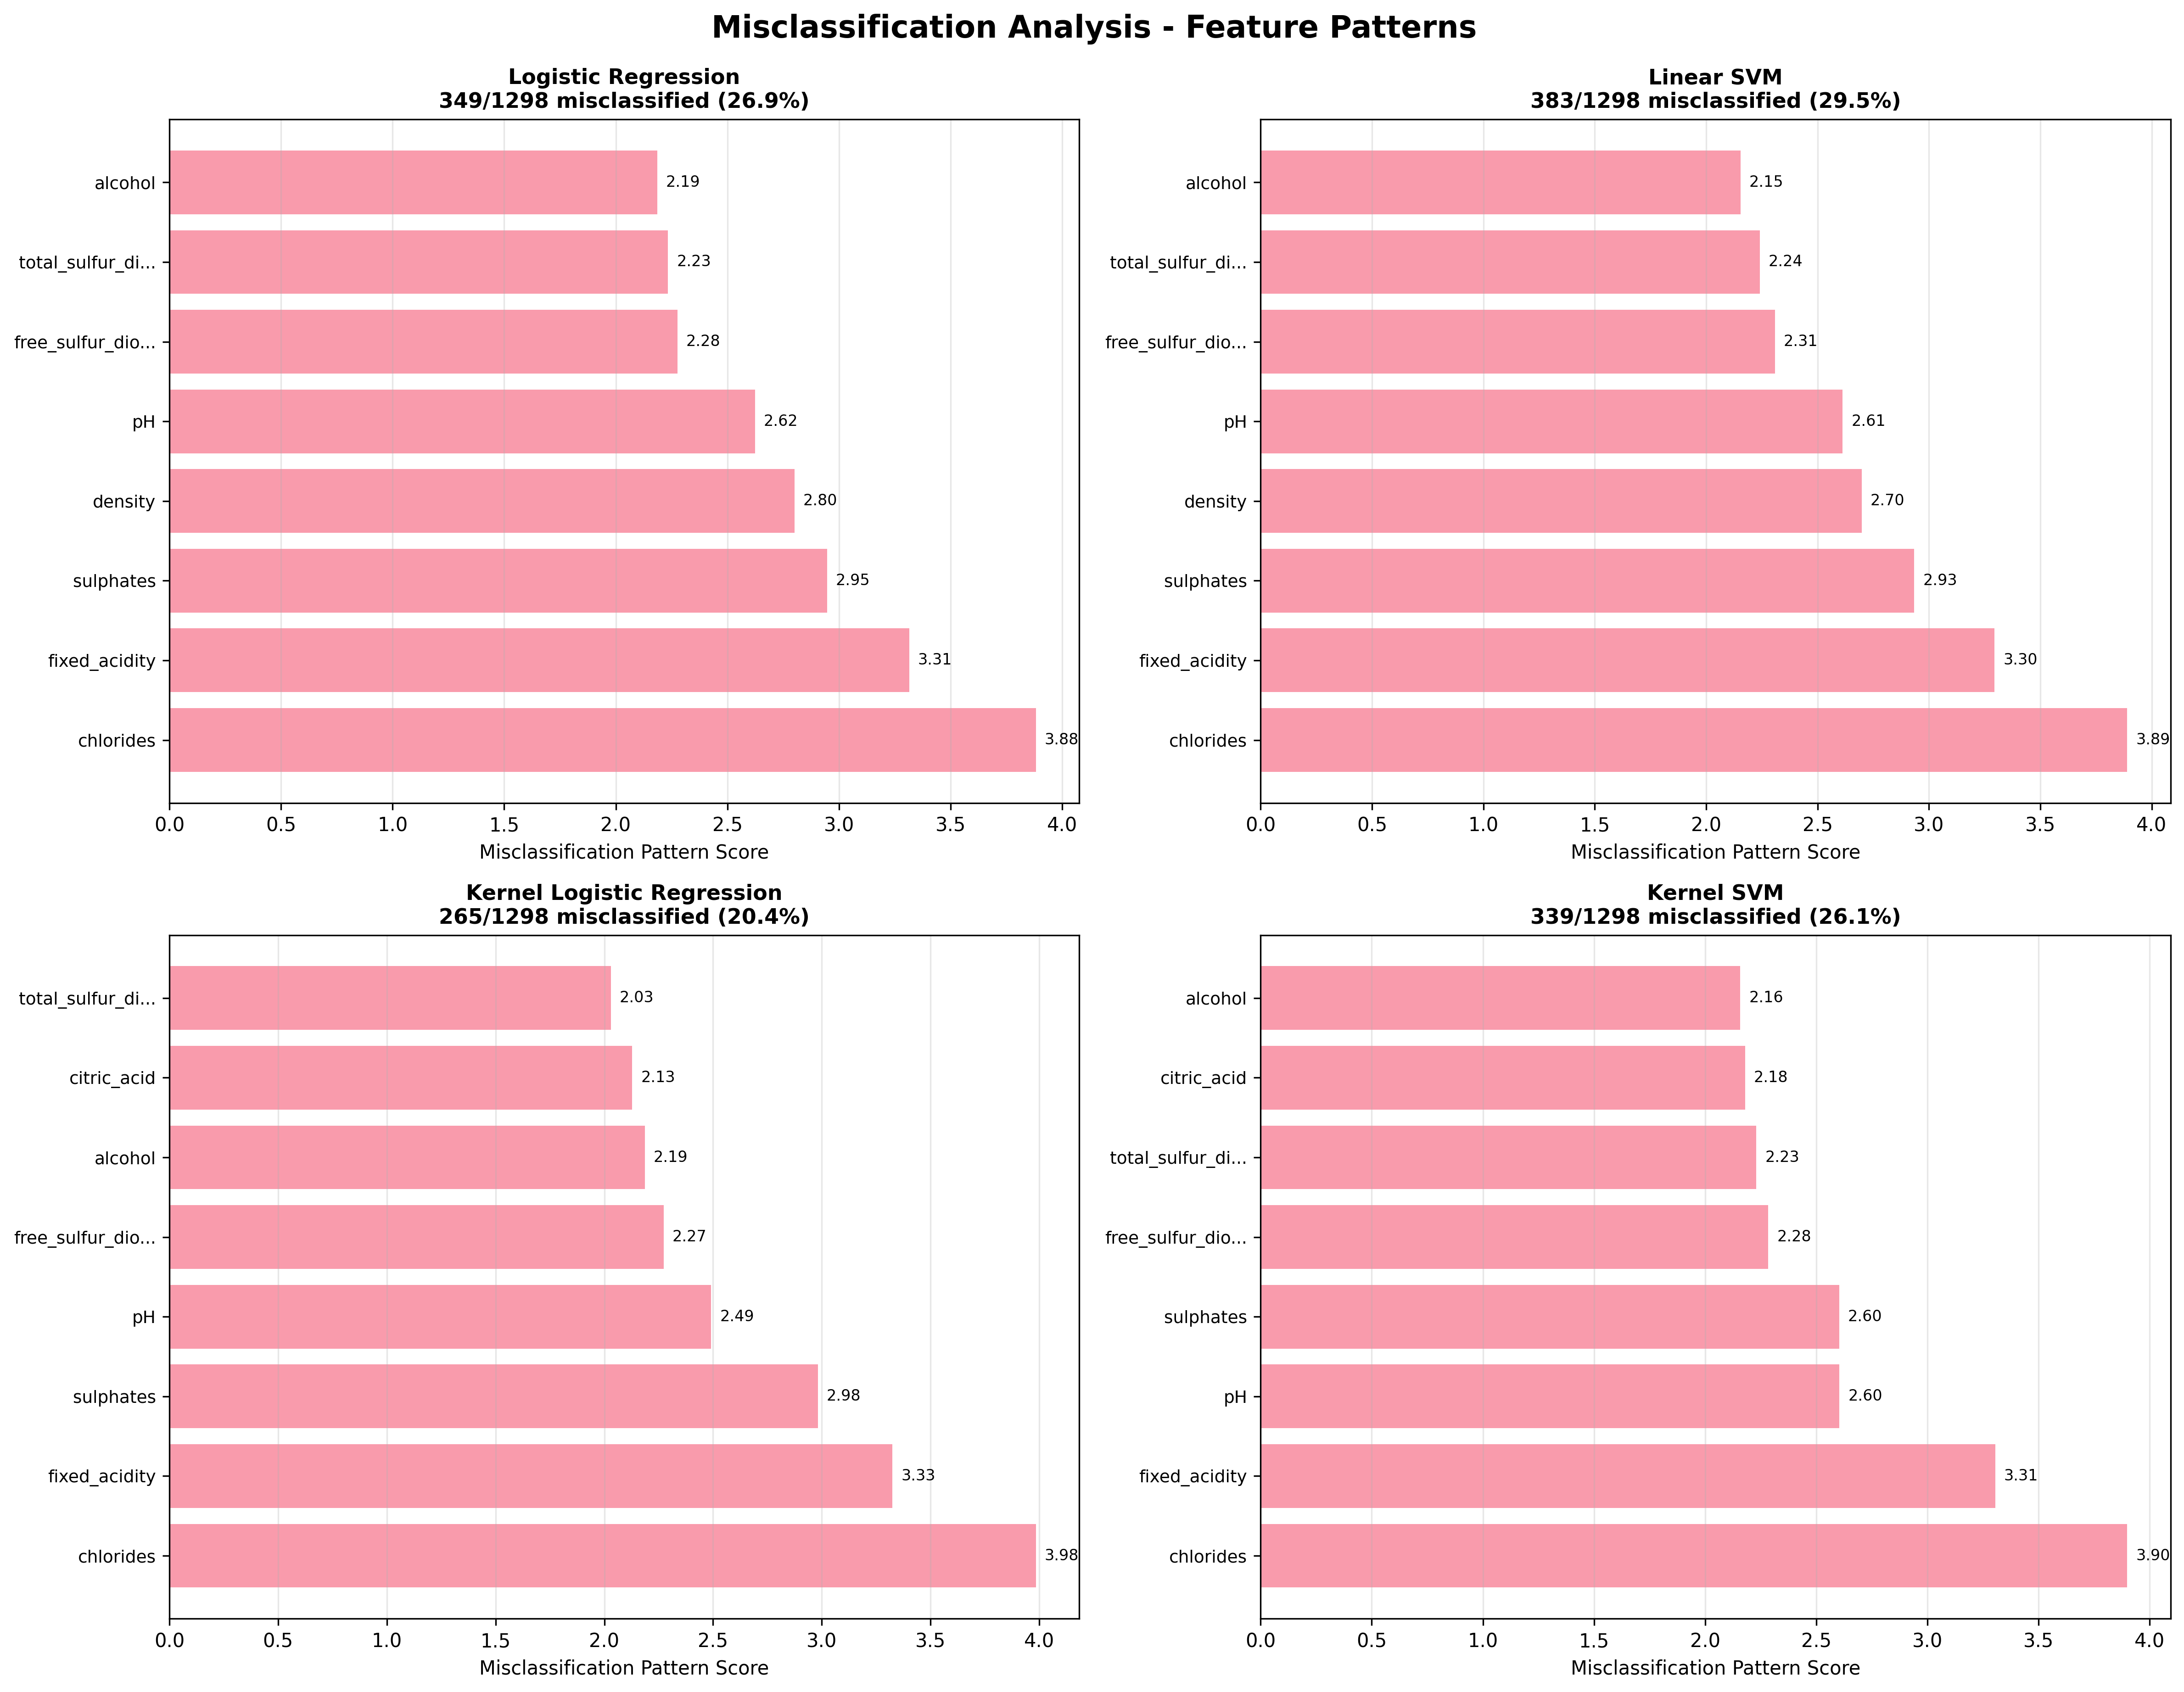 Misclassification Analysis - Feature Patterns
Logistic Regression
349/1298 misclassified (26.9%)
alcohol 2.19
total_sulfur_di... 2.23
free_sulfur_dio... 2.28
pH 2.62
density 2.80
sulphates 2.95
fixed_acidity 3.31
chlorides 3.88
0.0 0.5 1.0 1.5 2.0 2.5 3.0 3.5 4.0
Misclassification Pattern Score
Linear SVM
383/1298 misclassified (29.5%)
alcohol 2.15
total_sulfur_di... 2.24
free_sulfur_dio... 2.31
pH 2.61
density 2.70
sulphates 2.93
fixed_acidity 3.30
chlorides 3.89
0.0 0.5 1.0 1.5 2.0 2.5 3.0 3.5 4.0
Misclassification Pattern Score
Kernel Logistic Regression
265/1298 misclassified (20.4%)
total_sulfur_di... 2.03
citric_acid 2.13
alcohol 2.19
free_sulfur_dio... 2.27
pH 2.49
sulphates 2.98
fixed_acidity 3.33
chlorides 3.98
0.0 0.5 1.0 1.5 2.0 2.5 3.0 3.5 4.0
Misclassification Pattern Score
Kernel SVM
339/1298 misclassified (26.1%)
alcohol 2.16
citric_acid 2.18
total_sulfur_di... 2.23
free_sulfur_dio... 2.28
sulphates 2.60
pH 2.60
fixed_acidity 3.31
chlorides 3.90
0.0 0.5 1.0 1.5 2.0 2.5 3.0 3.5 4.0
Misclassification Pattern Score